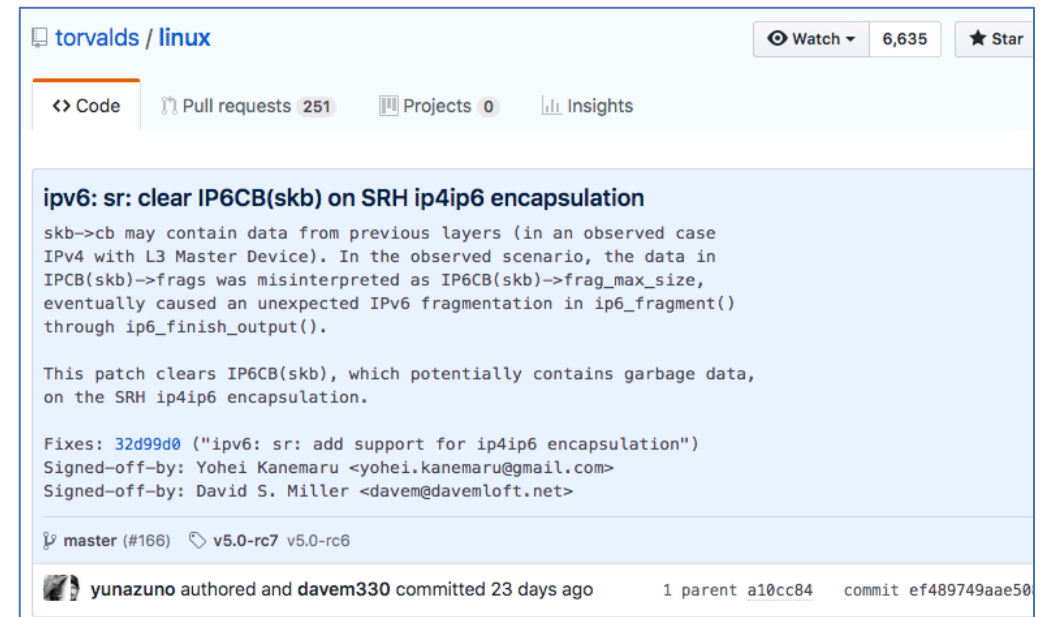 torvalds / linux
Watch 6,635 Star
<> Code Pull requests 251 Projects 0 Insights
ipv6: sr: clear IP6CB(skb) on SRH ip4ip6 encapsulation
skb->cb may contain data from previous layers (in an observed case
IPv4 with L3 Master Device). In the observed scenario, the data in
IPCB(skb)->frags was misinterpreted as IP6CB(skb)->frag_max_size,
eventually caused an unexpected IPv6 fragmentation in ip6_fragment()
through ip6_finish_output().
This patch clears IP6CB(skb), which potentially contains garbage data,
on the SRH ip4ip6 encapsulation.
Fixes: 32d99d0 ("ipv6: sr: add support for ip4ip6 encapsulation")
Signed-off-by: Yohei Kanemaru <yohei.kanemaru@gmail.com>
Signed-off-by: David S. Miller <davem@davemloft.net>
master (#166) v5.0-rc7 v5.0-rc6
yunazuno authored and davem330 committed 23 days ago 1 parent a10cc84 commit ef489749aae50